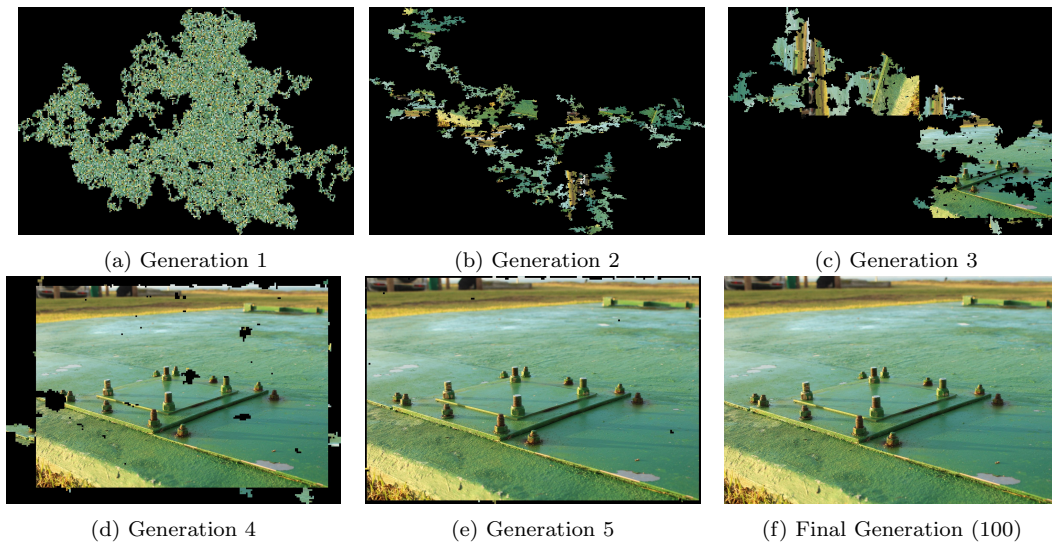 (a) Generation 1
(b) Generation 2
(c) Generation 3
(d) Generation 4
(e) Generation 5
(f) Final Generation (100)